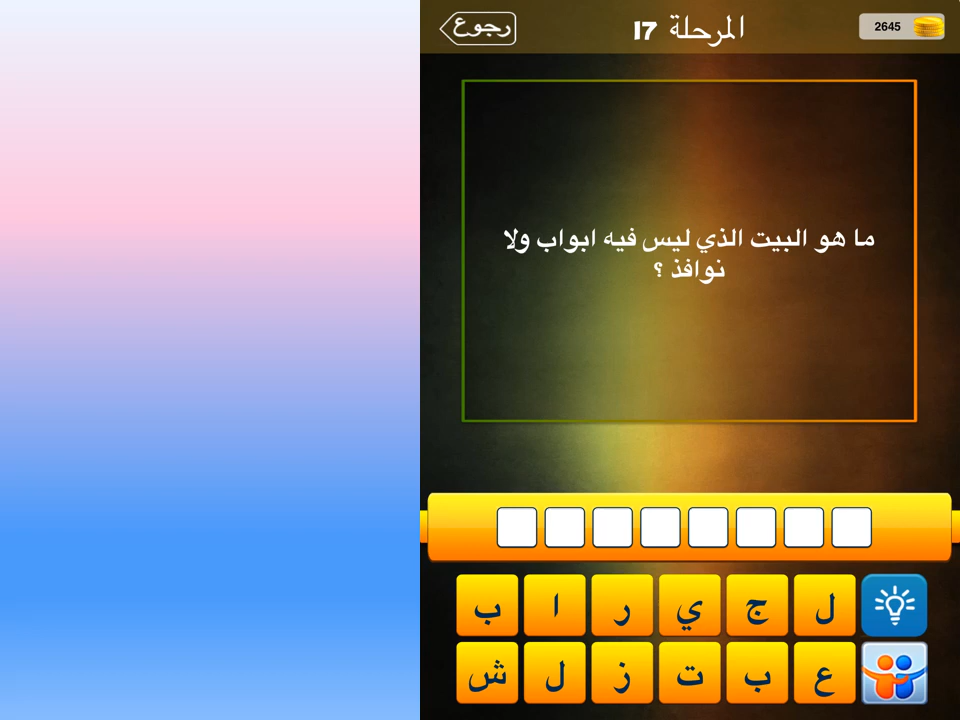 رجوع
المرحلة 17
2645
ما هو البيت الذي ليس فيه ابواب ولا
نوافذ ؟
ل ج ي ر ا ب
ع ب ت ز ل ش